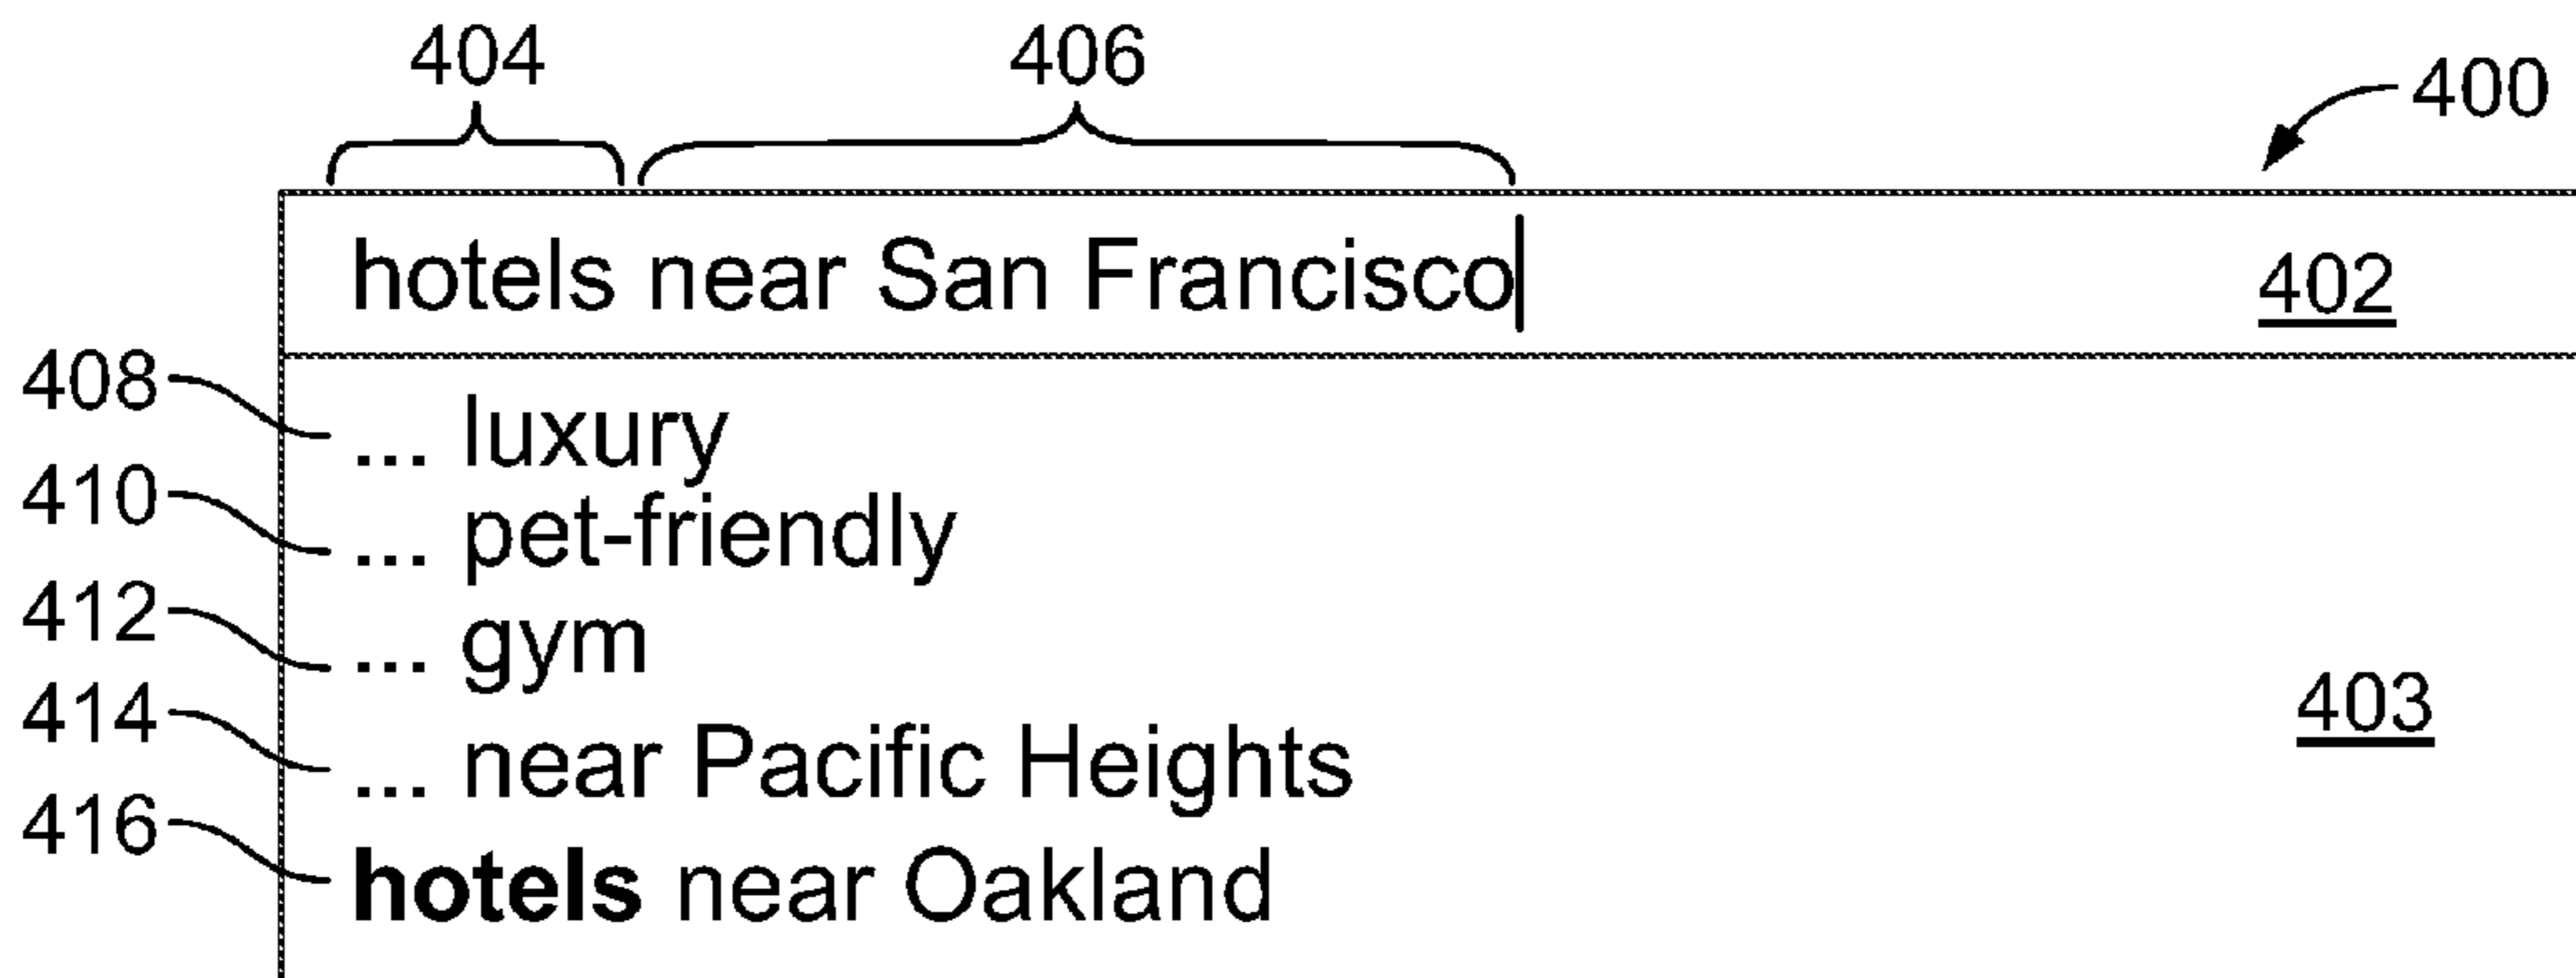 404 406 400
hotels near San Francisco 402
408 ... luxury
410 ... pet-friendly
412 ... gym
403
414 ... near Pacific Heights
416 hotels near Oakland